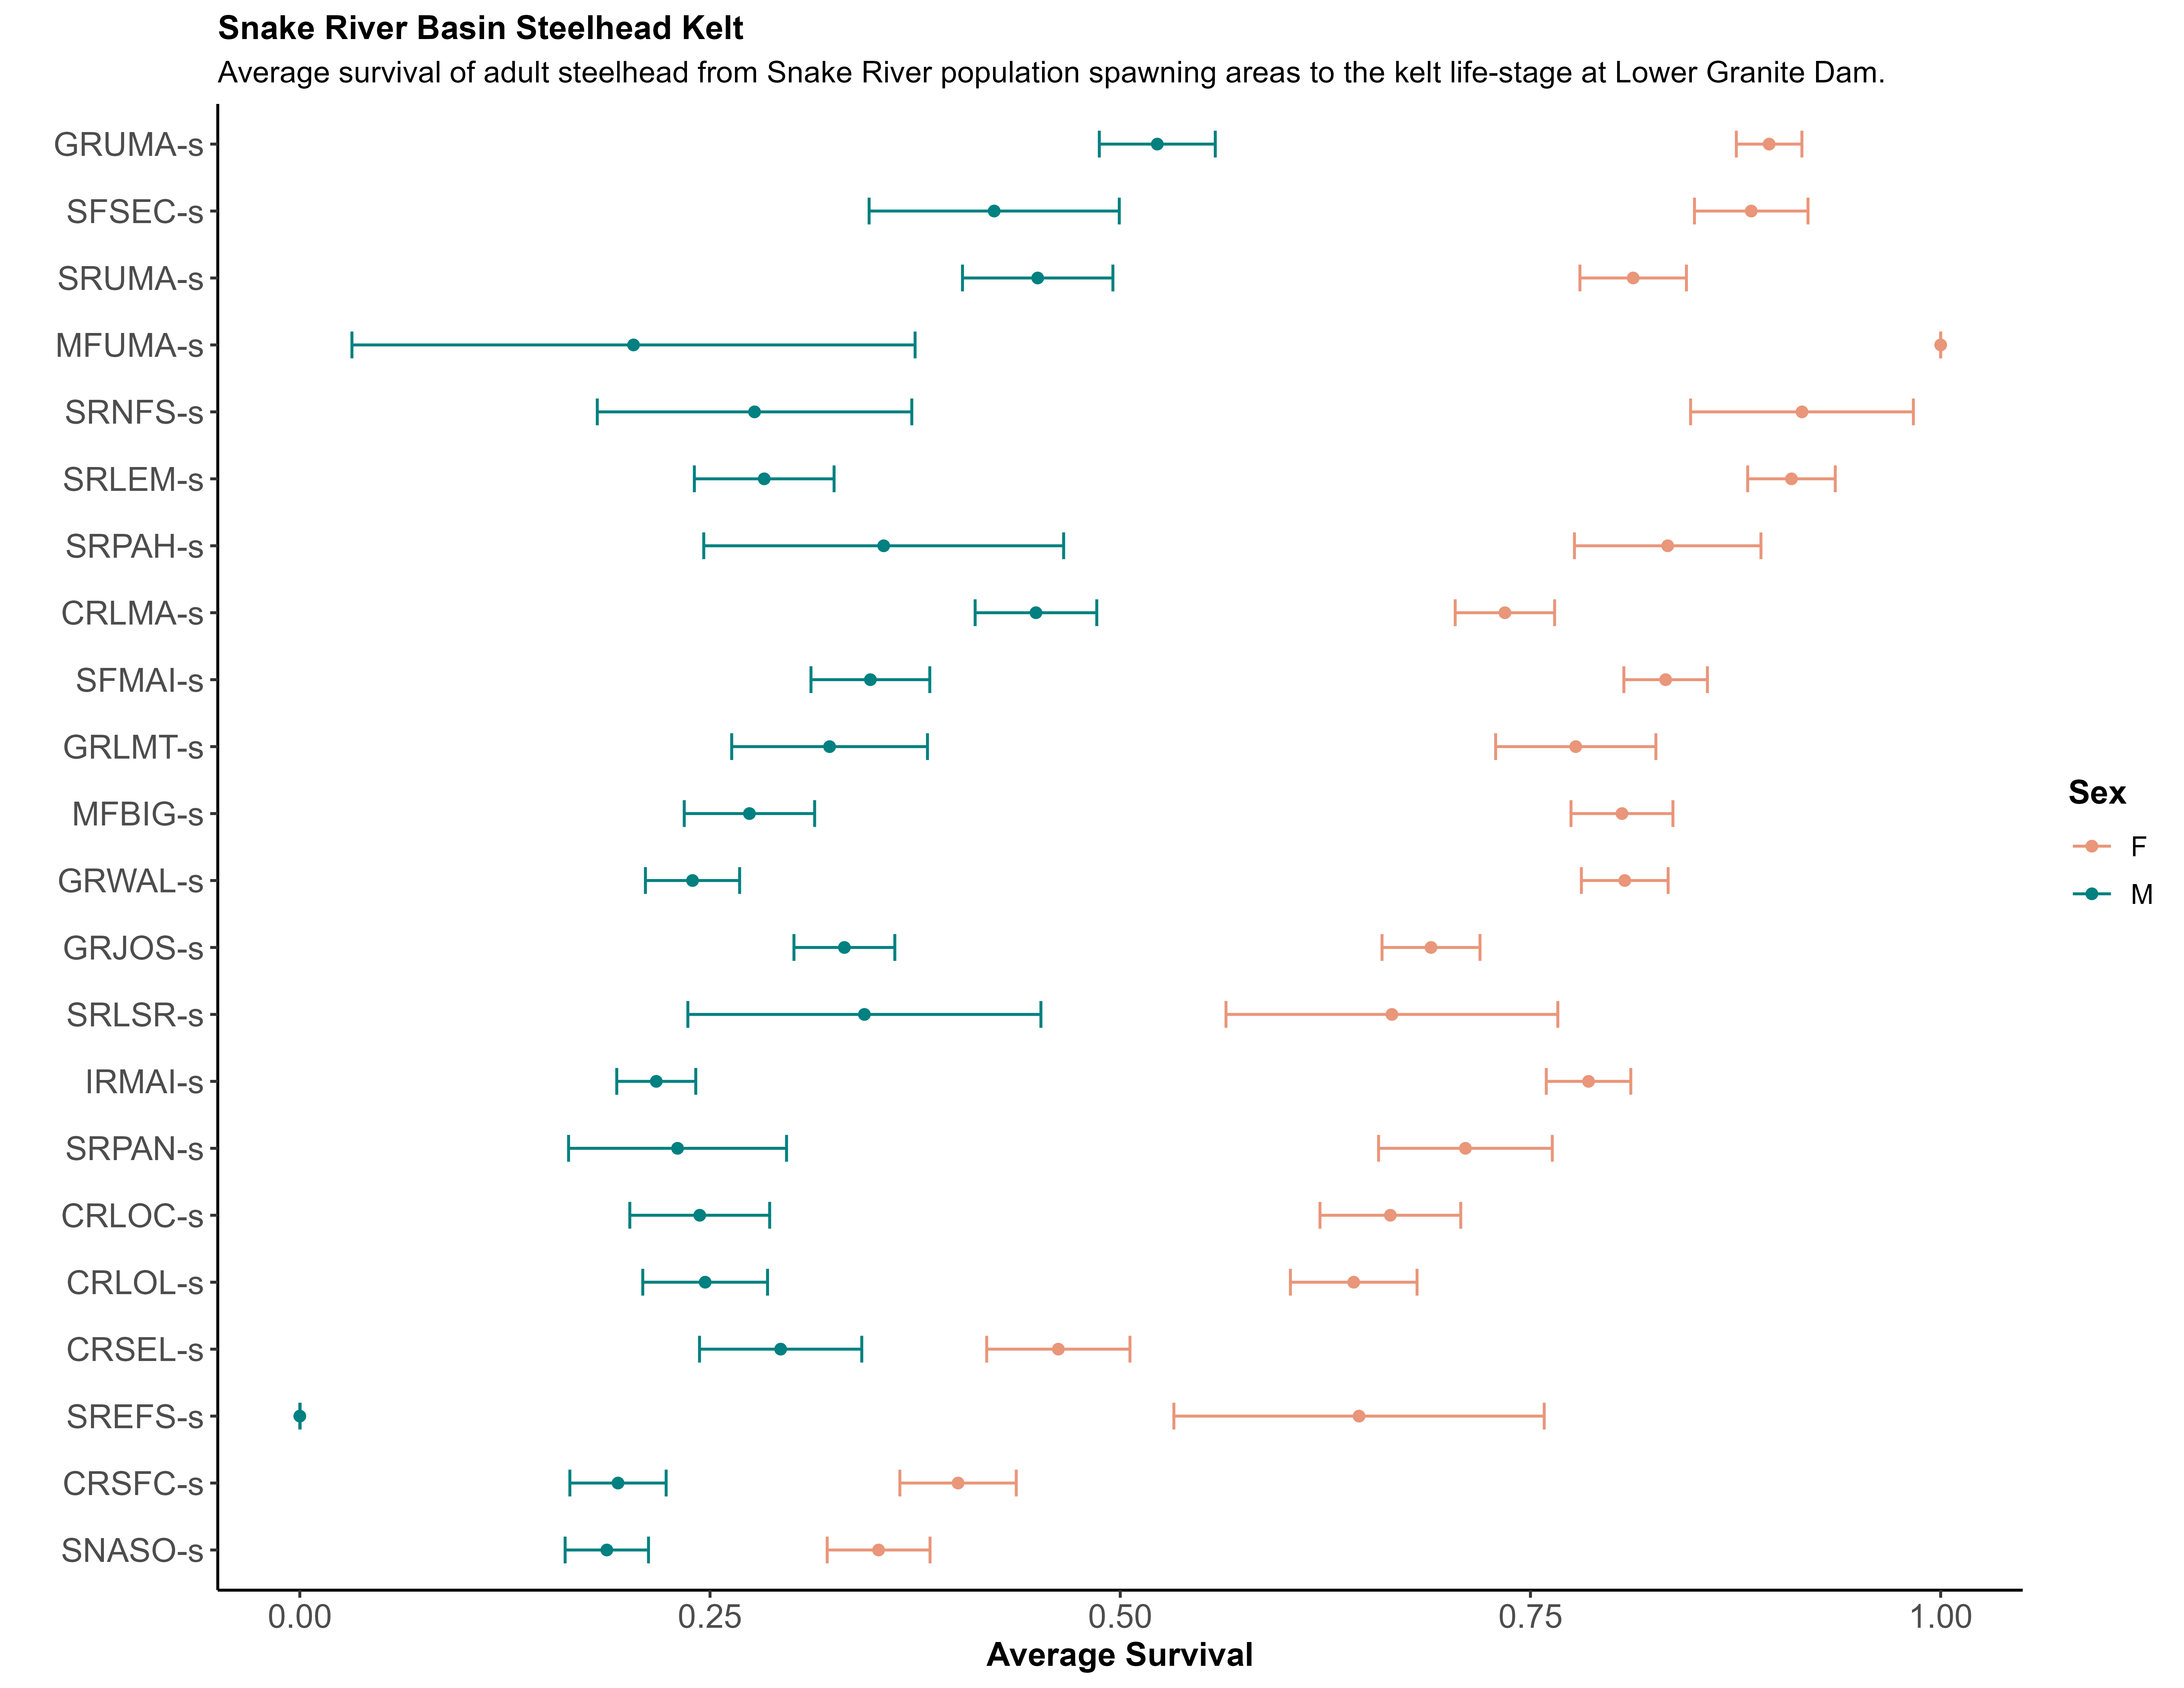 Snake River Basin Steelhead Kelt
Average survival of adult steelhead from Snake River population spawning areas to the kelt life-stage at Lower Granite Dam.
GRUMA-s
SFSEC-s
SRUMA-s
MFUMA-s
SRNFS-s
SRLEM-s
SRPAH-s
CRLMA-s
SFMAI-s
GRLMT-s
MFBIG-s
GRWAL-s
GRJOS-s
SRLSR-s
IRMAI-s
SRPAN-s
CRLOC-s
CRLOL-s
CRSEL-s
SREFS-s
CRSFC-s
SNASO-s
0.00 0.25 0.50 0.75 1.00
Average Survival
Sex
F
M